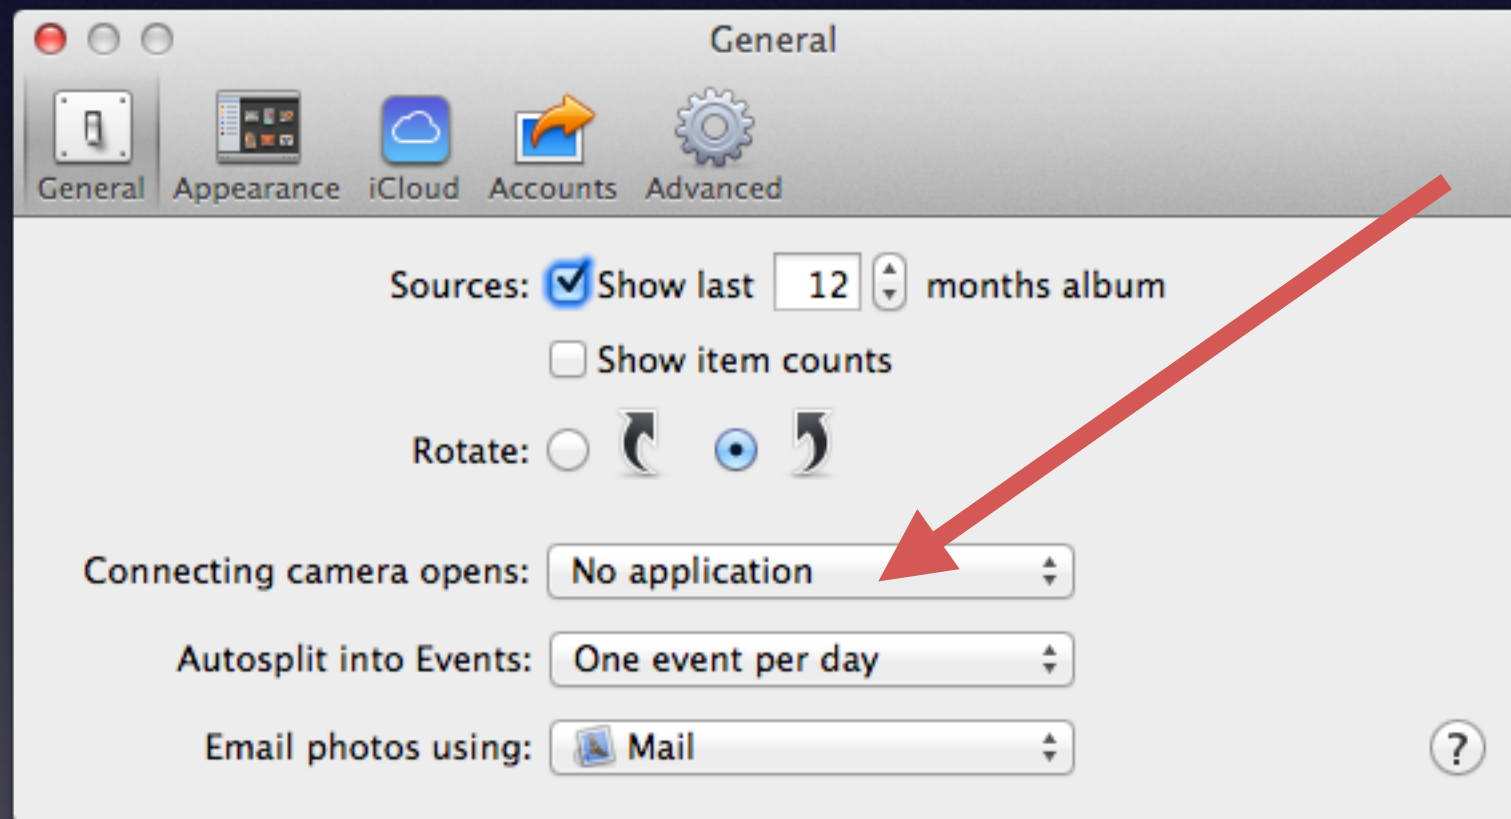 General
General Appearance iCloud Accounts Advanced
Sources: Show last 12 months album
Show item counts
Rotate:
Connecting camera opens: No application
Autosplit into Events: One event per day
Email photos using: Mail
?